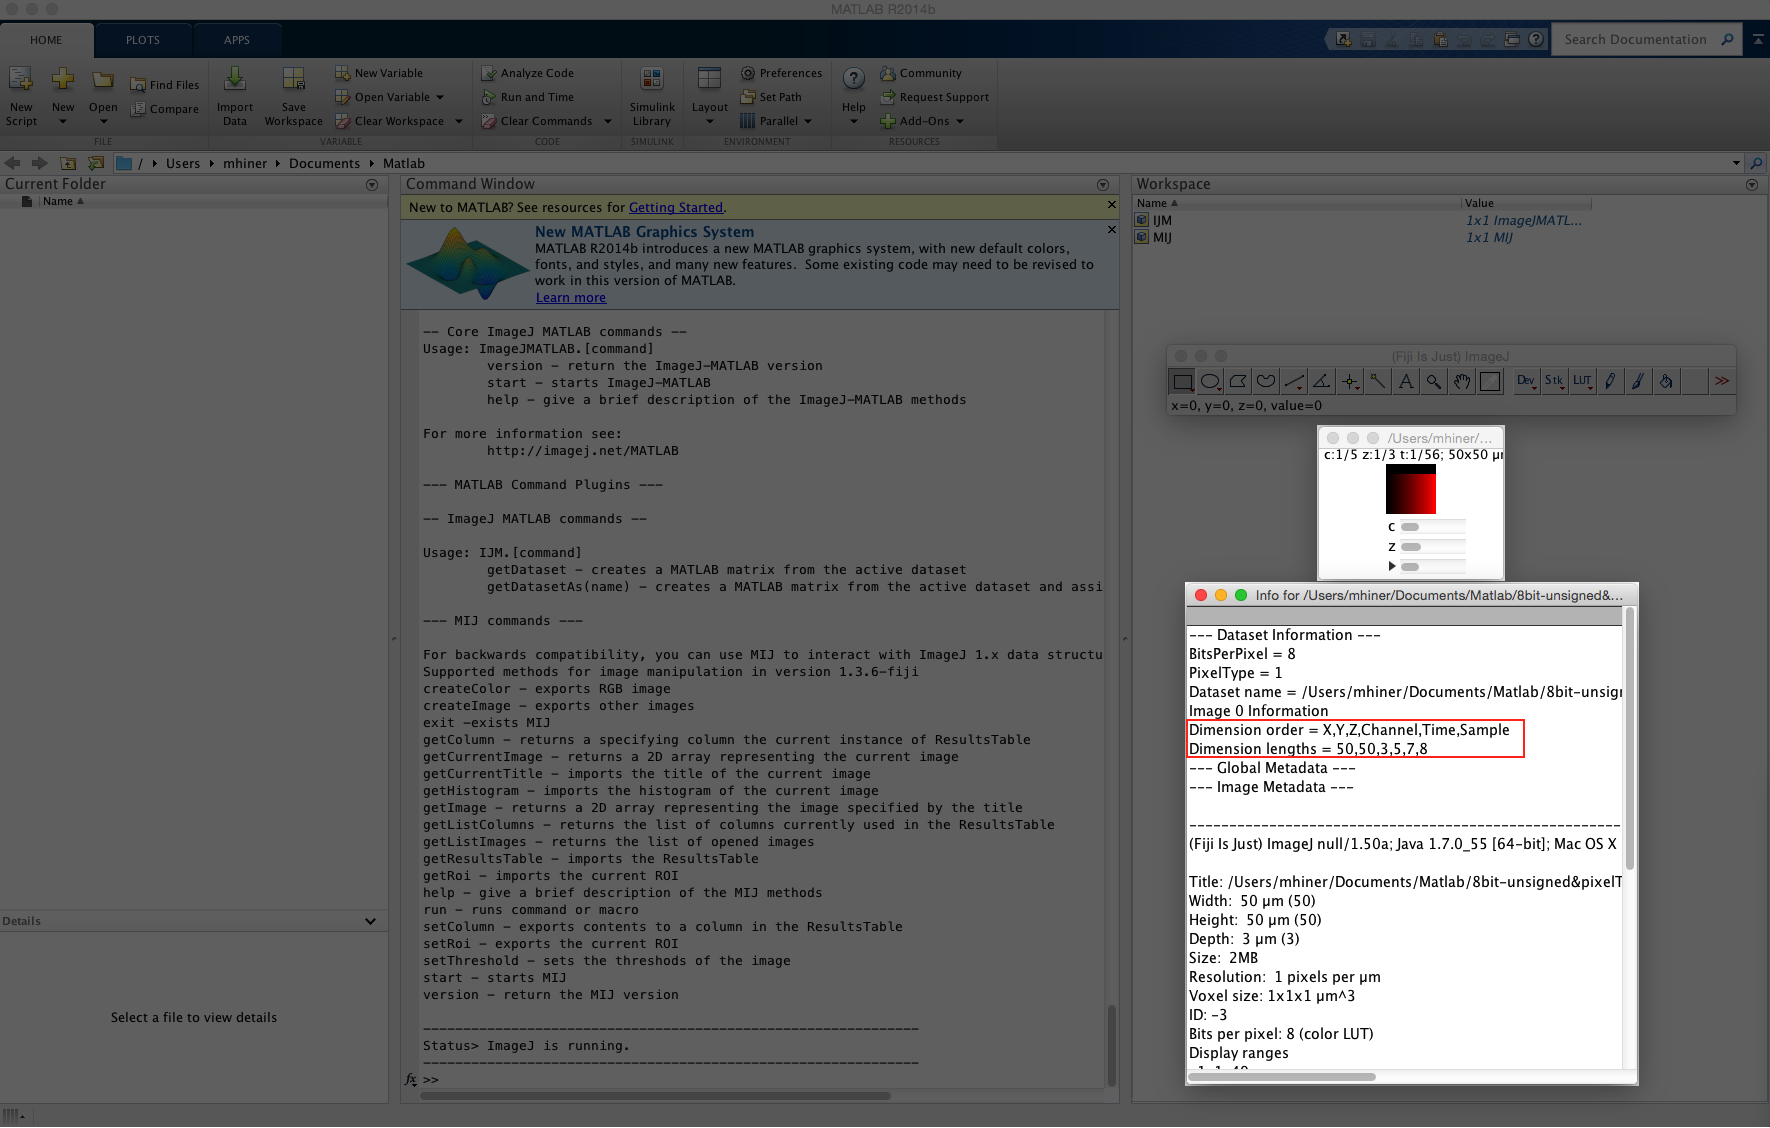 MATLAB R2014b
HOME
PLOTS
APPS
Search Documentation
New Script
New
Open
Find Files
Compare
FILE
Import Data
Save Workspace
New Variable
Open Variable
Clear Workspace
VARIABLE
Analyze Code
Run and Time
Clear Commands
CODE
Simulink Library
SIMULINK
Layout
Preferences
Set Path
Parallel
ENVIRONMENT
Help
Community
Request Support
Add-Ons
RESOURCES
/ Users mhiner Documents Matlab
Current Folder
Name
Details
Select a file to view details
Command Window
New to MATLAB? See resources for Getting Started.
New MATLAB Graphics System
MATLAB R2014b introduces a new MATLAB graphics system, with new default colors,
fonts, and styles, and many new features. Some existing code may need to be revised to
work in this version of MATLAB.
Learn more
-- Core ImageJ MATLAB commands --
Usage: ImageJMATLAB.[command]
version - return the ImageJ-MATLAB version
start - starts ImageJ-MATLAB
help - give a brief description of the ImageJ-MATLAB methods
For more information see:
http://imagej.net/MATLAB
--- MATLAB Command Plugins ---
-- ImageJ MATLAB commands --
Usage: IJM.[command]
getDataset - creates a MATLAB matrix from the active dataset
getDatasetAs(name) - creates a MATLAB matrix from the active dataset and assi
--- MIJ commands ---
For backwards compatibility, you can use MIJ to interact with ImageJ 1.x data structu
Supported methods for image manipulation in version 1.3.6-fiji
createColor - exports RGB image
createImage - exports other images
exit -exists MIJ
getColumn - returns a specifying column the current instance of ResultsTable
getCurrentImage - returns a 2D array representing the current image
getCurrentTitle - imports the title of the current image
getHistogram - imports the histogram of the current image
getImage - returns a 2D array representing the image specified by the title
getListColumns - returns the list of columns currently used in the ResultsTable
getListImages - returns the list of opened images
getResultsTable - imports the ResultsTable
getRoi - imports the current ROI
help - give a brief description of the MIJ methods
run - runs command or macro
setColumn - exports contents to a column in the ResultsTable
setRoi - exports the current ROI
setThreshold - sets the threshods of the image
start - starts MIJ
version - return the MIJ version
--------------------------------------------------------------
Status> ImageJ is running.
--------------------------------------------------------------
fx >>
Workspace
Name Value
IJM 1x1 ImageJMATL...
MIJ 1x1 MIJ
(Fiji Is Just) ImageJ
A Dev Stk LUT >>
x=0, y=0, z=0, value=0
/Users/mhiner/...
c:1/5 z:1/3 t:1/56; 50x50 µ
c
z
Info for /Users/mhiner/Documents/Matlab/8bit-unsigned&...
--- Dataset Information ---
BitsPerPixel = 8
PixelType = 1
Dataset name = /Users/mhiner/Documents/Matlab/8bit-unsig
Image 0 Information
Dimension order = X,Y,Z,Channel,Time,Sample
Dimension lengths = 50,50,3,5,7,8
--- Global Metadata ---
--- Image Metadata ---
(Fiji Is Just) ImageJ null/1.50a; Java 1.7.0_55 [64-bit]; Mac OS X
Title: /Users/mhiner/Documents/Matlab/8bit-unsigned&pixelT
Width: 50 µm (50)
Height: 50 µm (50)
Depth: 3 µm (3)
Size: 2MB
Resolution: 1 pixels per µm
Voxel size: 1x1x1 µm^3
ID: -3
Bits per pixel: 8 (color LUT)
Display ranges